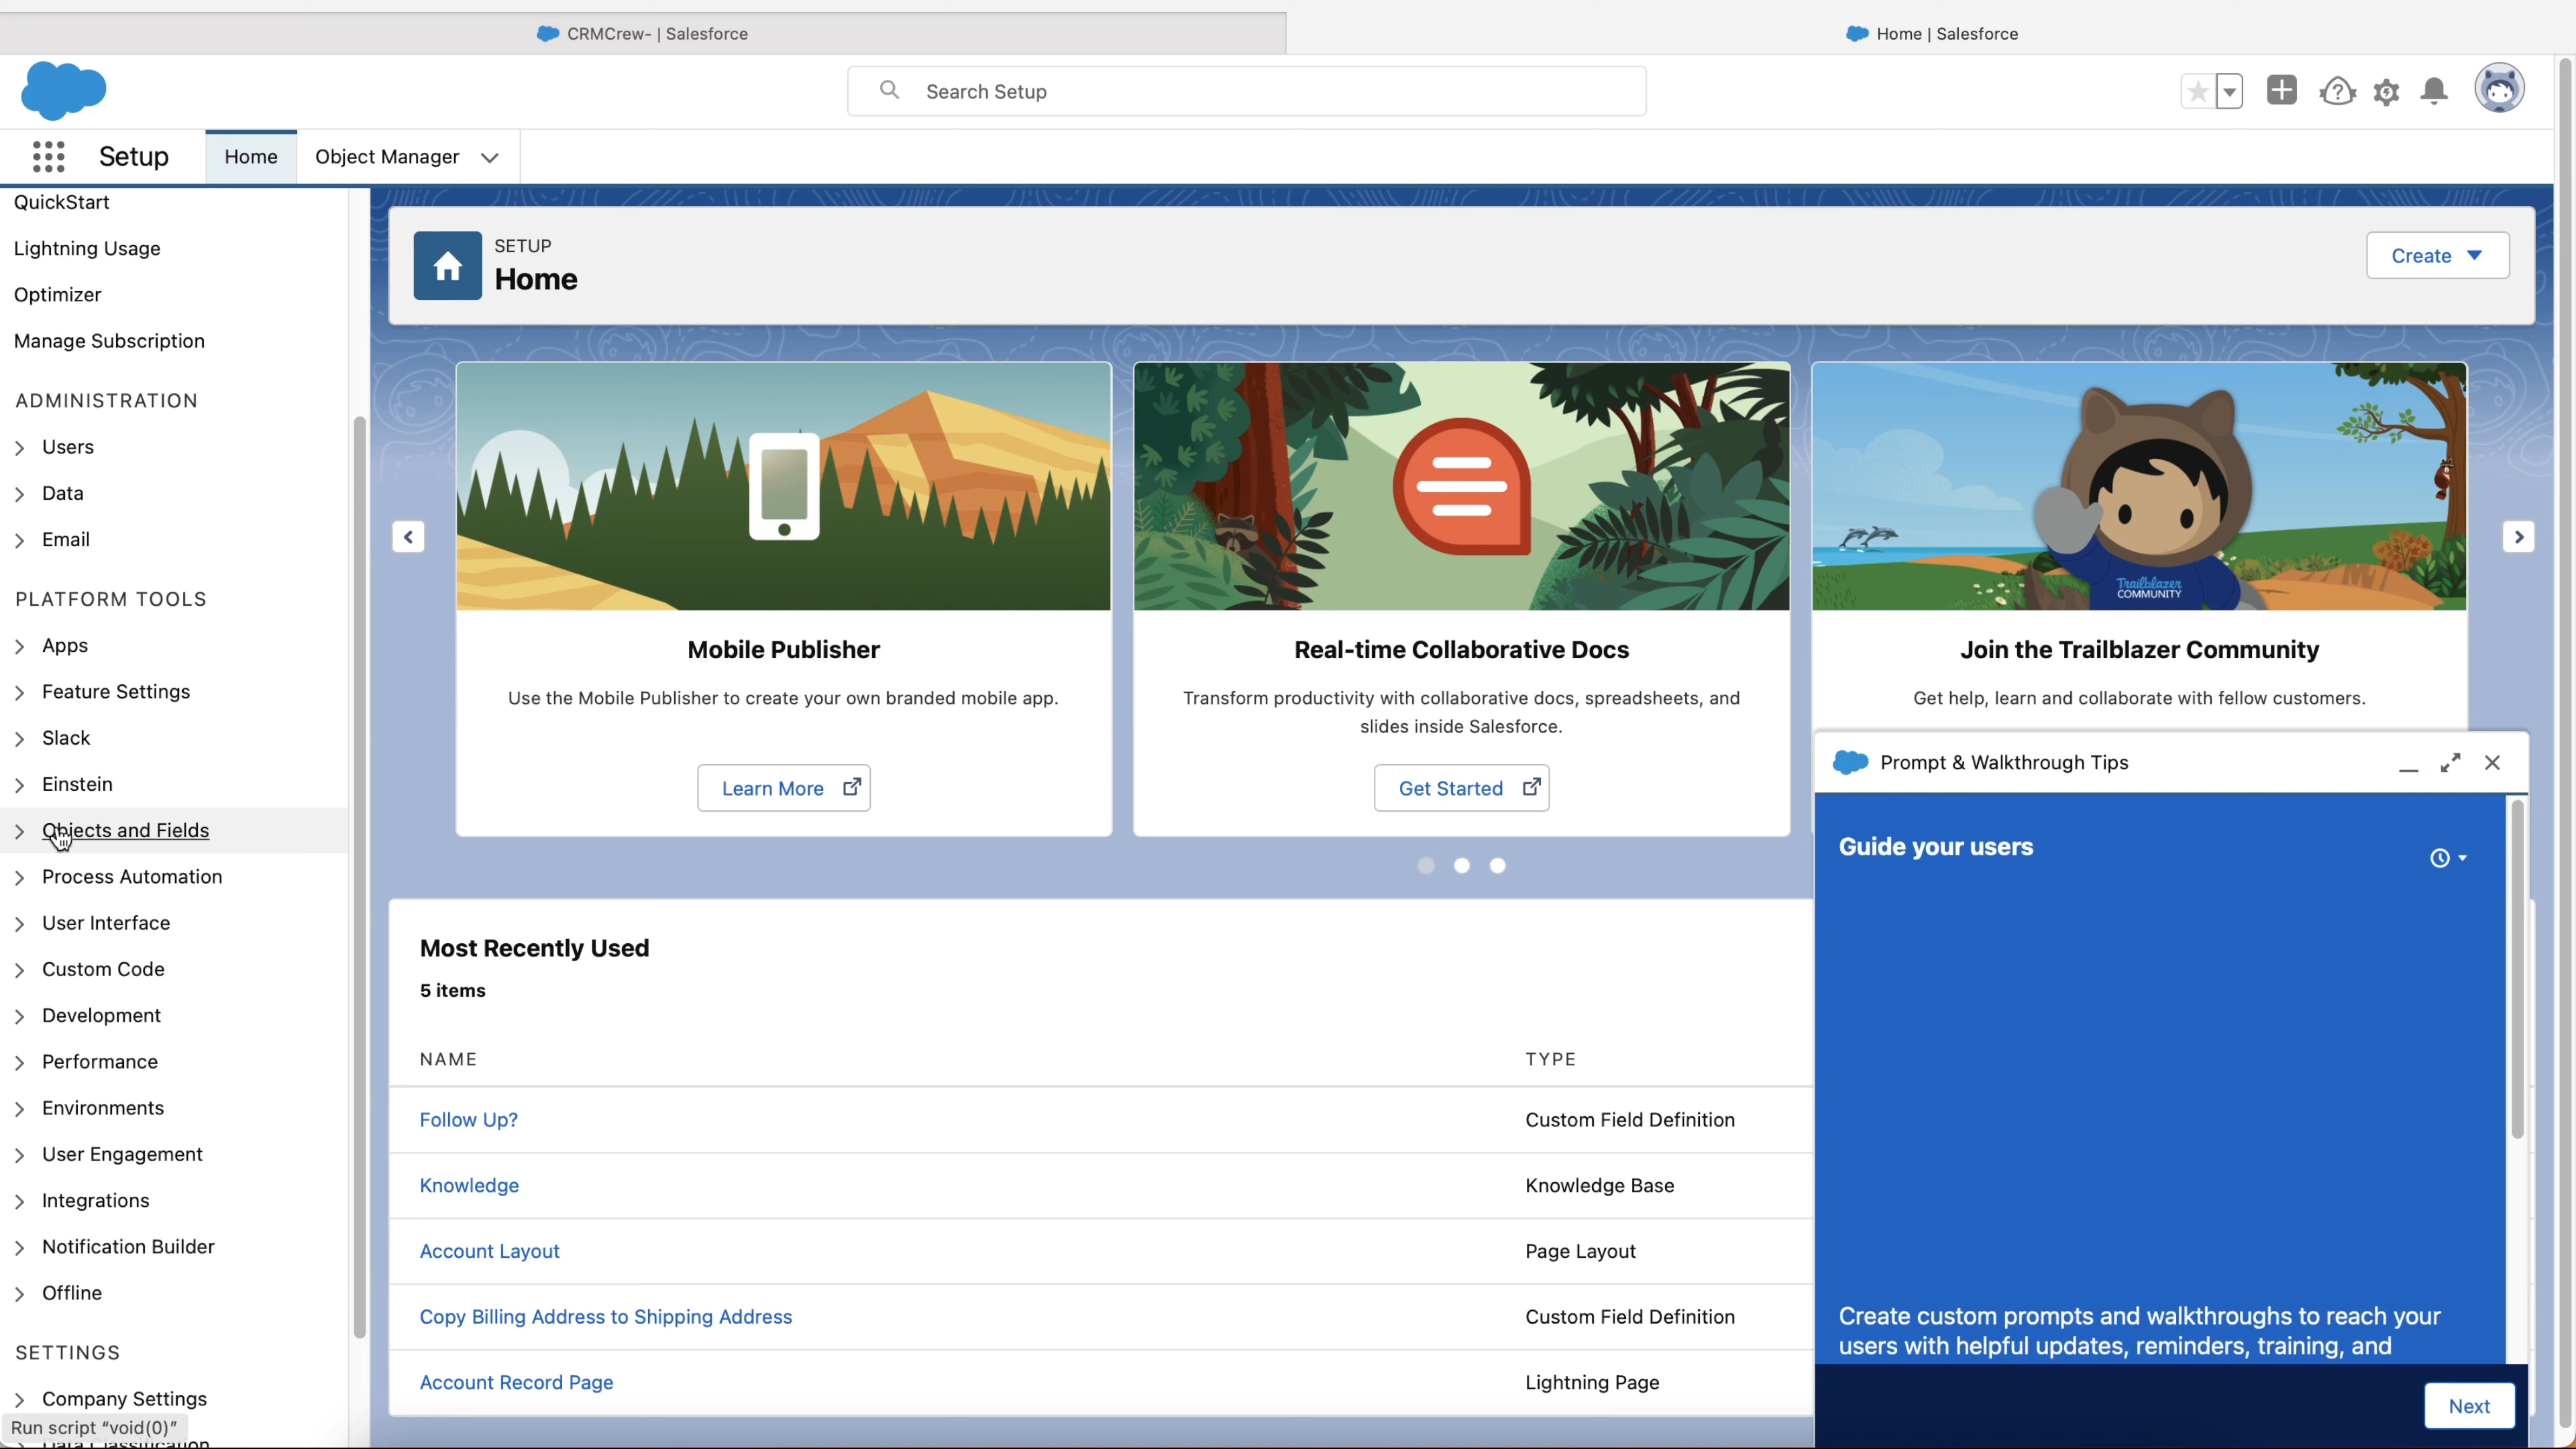 CRMCrew- | Salesforce
Home | Salesforce
Search Setup
Setup
Home
Object Manager
QuickStart
Lightning Usage
Optimizer
Manage Subscription
ADMINISTRATION
Users
Data
Email
PLATFORM TOOLS
Apps
Feature Settings
Slack
Einstein
Objects and Fields
Process Automation
User Interface
Custom Code
Development
Performance
Environments
User Engagement
Integrations
Notification Builder
Offline
SETTINGS
Company Settings
Run script “void(0)”
Data Classification
SETUP
Home
Create
Trailblazer
COMMUNITY
Mobile Publisher
Use the Mobile Publisher to create your own branded mobile app.
Learn More
Real-time Collaborative Docs
Transform productivity with collaborative docs, spreadsheets, and
slides inside Salesforce.
Get Started
Join the Trailblazer Community
Get help, learn and collaborate with fellow customers.
Most Recently Used
5 items
NAME
TYPE
Follow Up?
Custom Field Definition
Knowledge
Knowledge Base
Account Layout
Page Layout
Copy Billing Address to Shipping Address
Custom Field Definition
Account Record Page
Lightning Page
Prompt & Walkthrough Tips
Guide your users
Create custom prompts and walkthroughs to reach your
users with helpful updates, reminders, training, and
Next